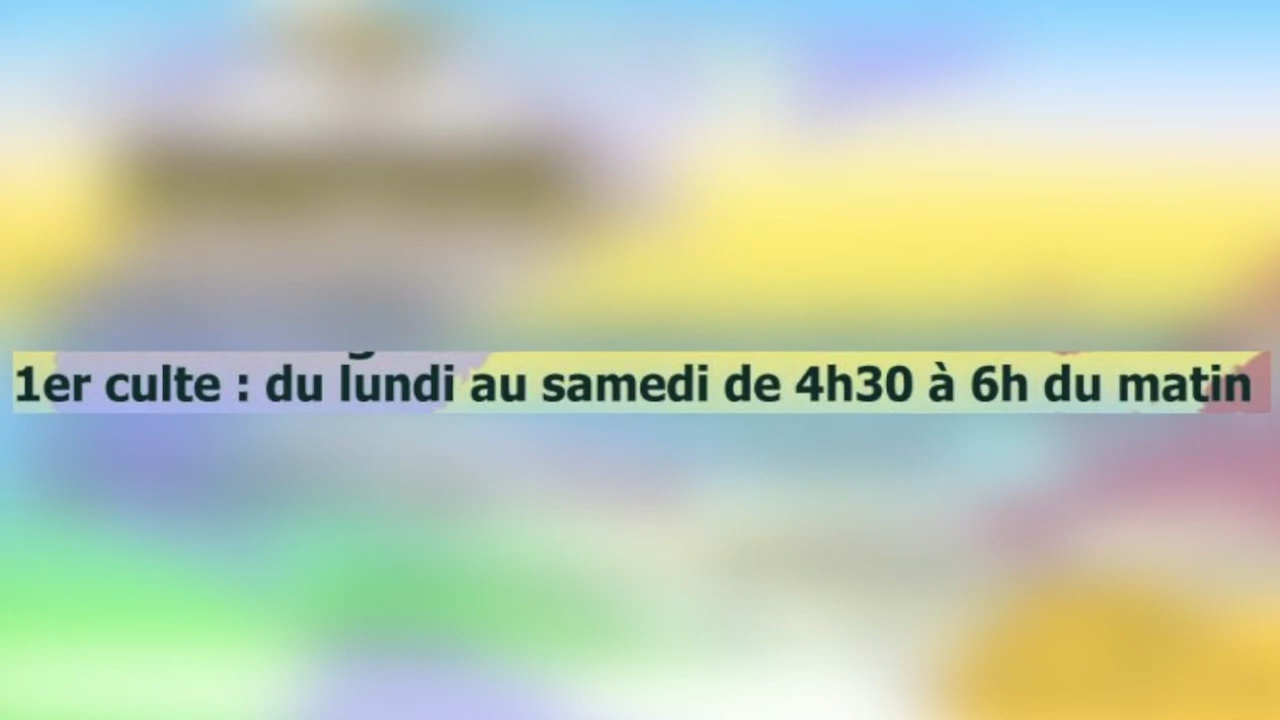 1er culte : du lundi au samedi de 4h30 à 6h du matin